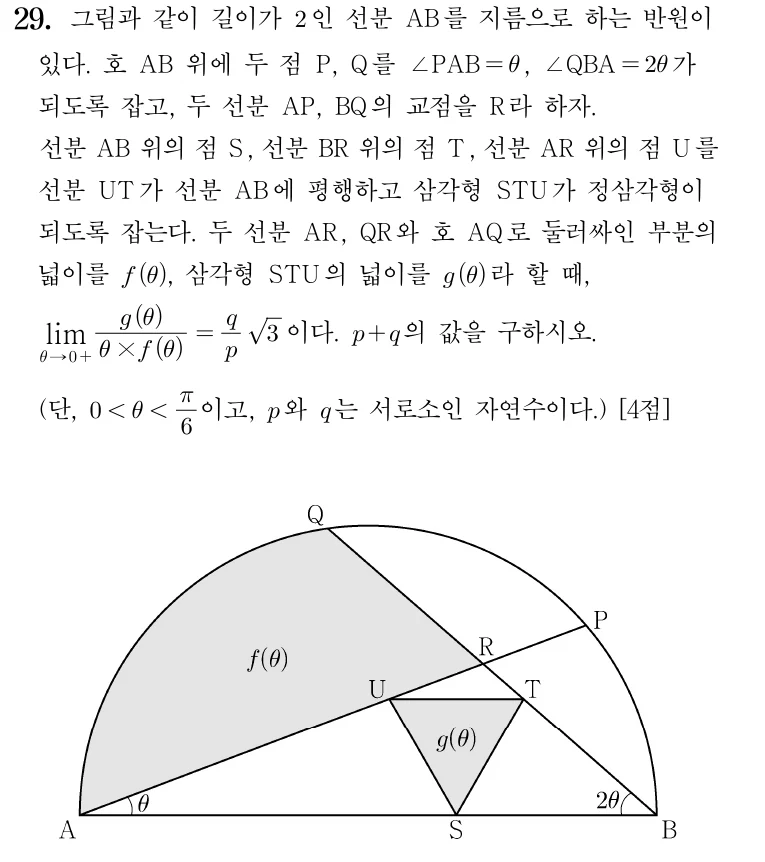 29. 그림과 같이 길이가 2인 선분 AB를 지름으로 하는 반원이
있다. 호 AB 위에 두 점 P, Q를 ∠PAB=θ, ∠QBA=2θ가
되도록 잡고, 두 선분 AP, BQ의 교점을 R라 하자.
선분 AB 위의 점 S, 선분 BR 위의 점 T, 선분 AR 위의 점 U를
선분 UT가 선분 AB에 평행하고 삼각형 STU가 정삼각형이
되도록 잡는다. 두 선분 AR, QR와 호 AQ로 둘러싸인 부분의
넓이를 f(θ), 삼각형 STU의 넓이를 g(θ)라 할 때,
lim_{θ→0+} g(θ)/(θ×f(θ)) = q/p √3 이다. p+q의 값을 구하시오.
(단, 0<θ<π/6이고, p와 q는 서로소인 자연수이다.) [4점]
Q
P
R
f(θ)
U
T
g(θ)
θ
2θ
A
S
B